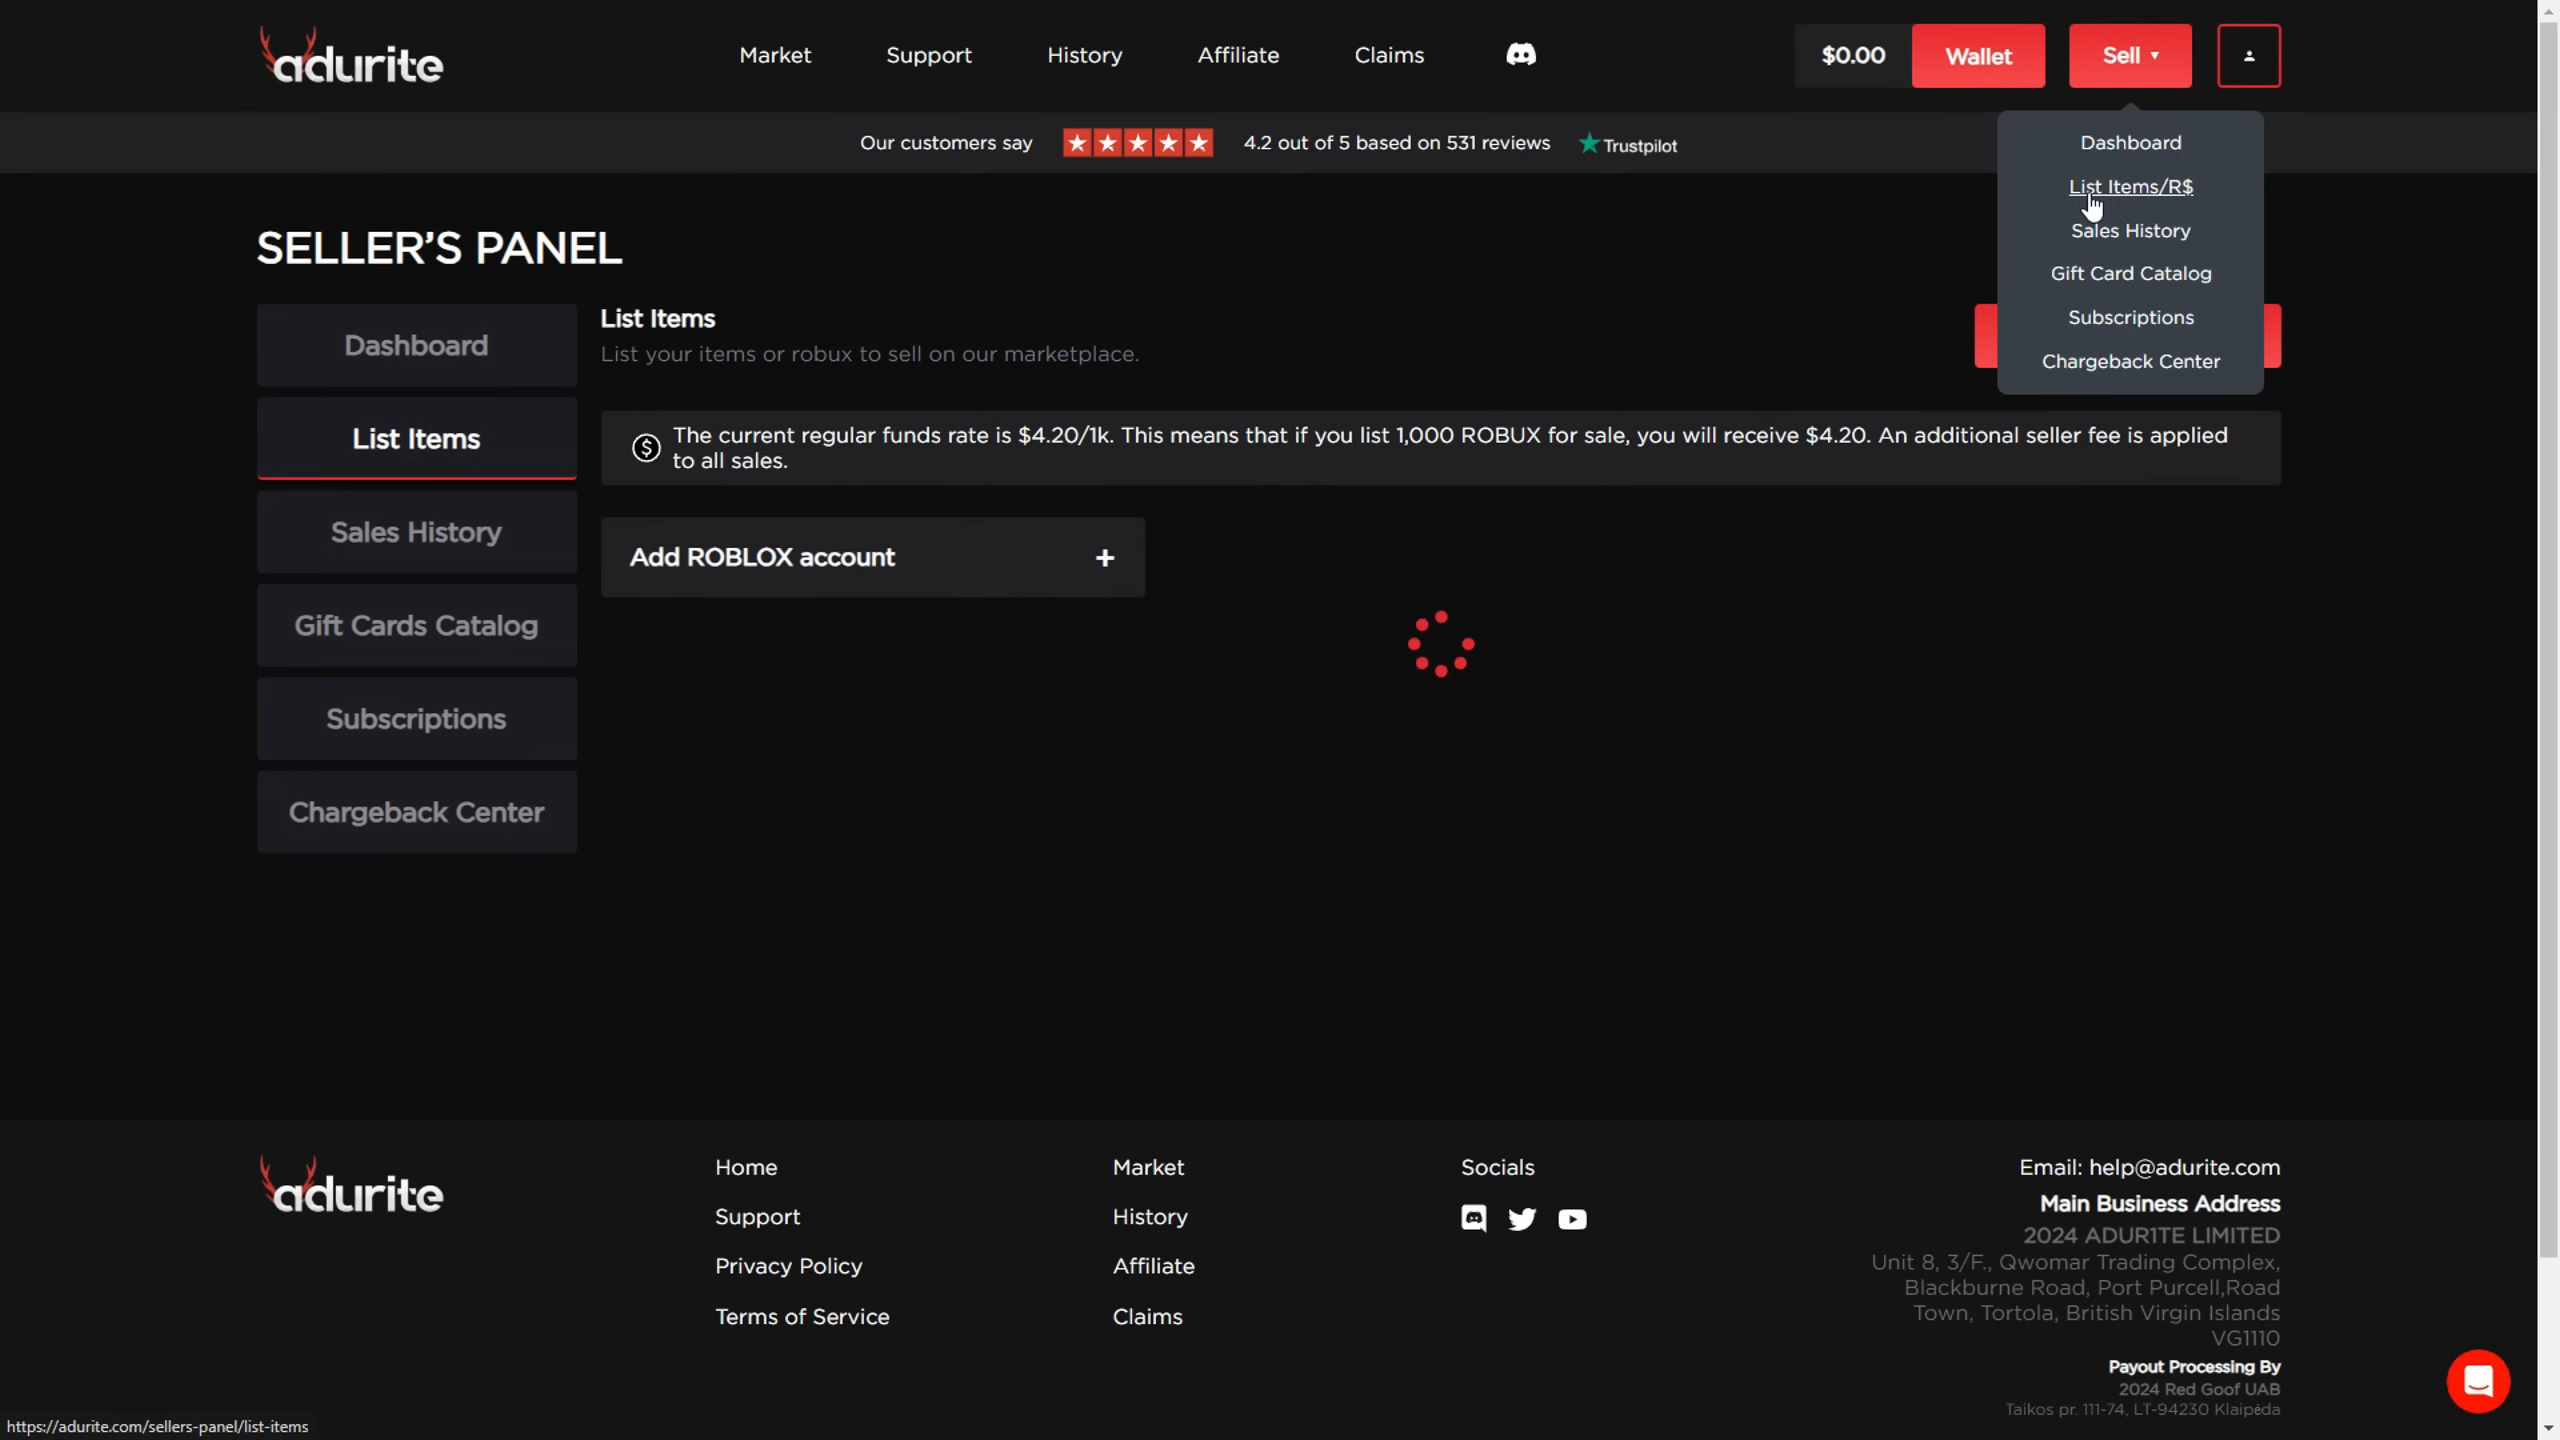 adurite
Market
Support
History
Affiliate
Claims
$0.00
Wallet
Sell
Our customers say
4.2 out of 5 based on 531 reviews
Trustpilot
Dashboard
List Items/R$
Sales History
Gift Card Catalog
Subscriptions
Chargeback Center
SELLER'S PANEL
Dashboard
List Items
Sales History
Gift Cards Catalog
Subscriptions
Chargeback Center
List Items
List your items or robux to sell on our marketplace.
The current regular funds rate is $4.20/1k. This means that if you list 1,000 ROBUX for sale, you will receive $4.20. An additional seller fee is applied
to all sales.
Add ROBLOX account +
adurite
Home
Support
Privacy Policy
Terms of Service
Market
History
Affiliate
Claims
Socials
Email: help@adurite.com
Main Business Address
2024 ADUR1TE LIMITED
Unit 8, 3/F., Qwomar Trading Complex,
Blackburne Road, Port Purcell,Road
Town, Tortola, British Virgin Islands
VG1110
Payout Processing By
2024 Red Goof UAB
Taikos pr. 111-74, LT-94230 Klaipėda
https://adurite.com/sellers-panel/list-items